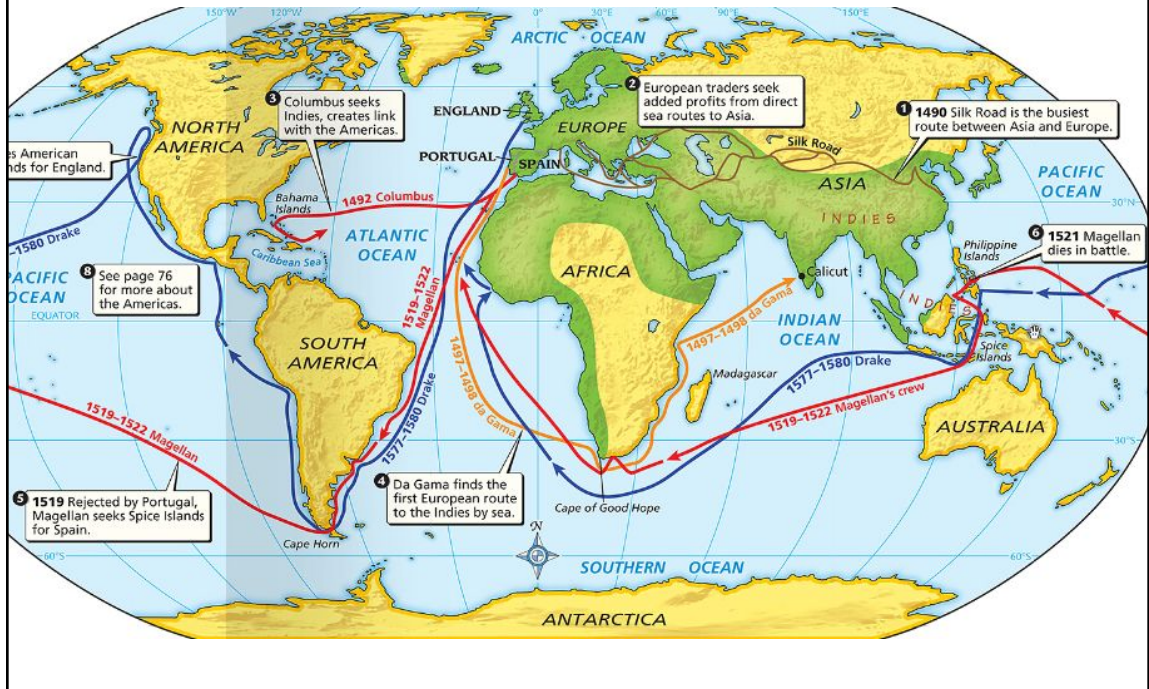 150°W
120°W
0°
30°E
60°E
90°E
120°E
150°E
ARCTIC OCEAN
3 Columbus seeks
Indies, creates link
with the Americas.
2 European traders seek
added profits from direct
sea routes to Asia.
1 1490 Silk Road is the busiest
route between Asia and Europe.
ENGLAND
NORTH
AMERICA
EUROPE
Silk Road
es American
nds for England.
PORTUGAL
SPAIN
ASIA
PACIFIC
OCEAN
Bahama
Islands
1492 Columbus
30°N
INDIES
ATLANTIC
OCEAN
Caribbean Sea
–1580 Drake
6 1521 Magellan
dies in battle.
Philippine
Islands
8 See page 76
for more about
the Americas.
PACIFIC
OCEAN
EQUATOR
AFRICA
Calicut
INDIES
1519–1522
Magellan
1497–1498 da Gama
INDIAN
OCEAN
SOUTH
AMERICA
1497–1498
da Gama
Madagascar
Spice
Islands
1577–1580 Drake
1577–1580 Drake
1519–1522 Magellan's crew
1519–1522 Magellan
AUSTRALIA
30°S
5 1519 Rejected by Portugal,
Magellan seeks Spice Islands
for Spain.
4 Da Gama finds the
first European route
to the Indies by sea.
Cape of Good Hope
Cape Horn
N
60°S
60°S
SOUTHERN OCEAN
ANTARCTICA